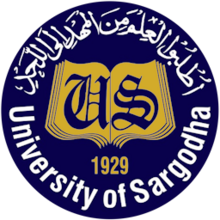 اطلبوا العلم من المهد الى اللحد
US
1929
University of Sargodha